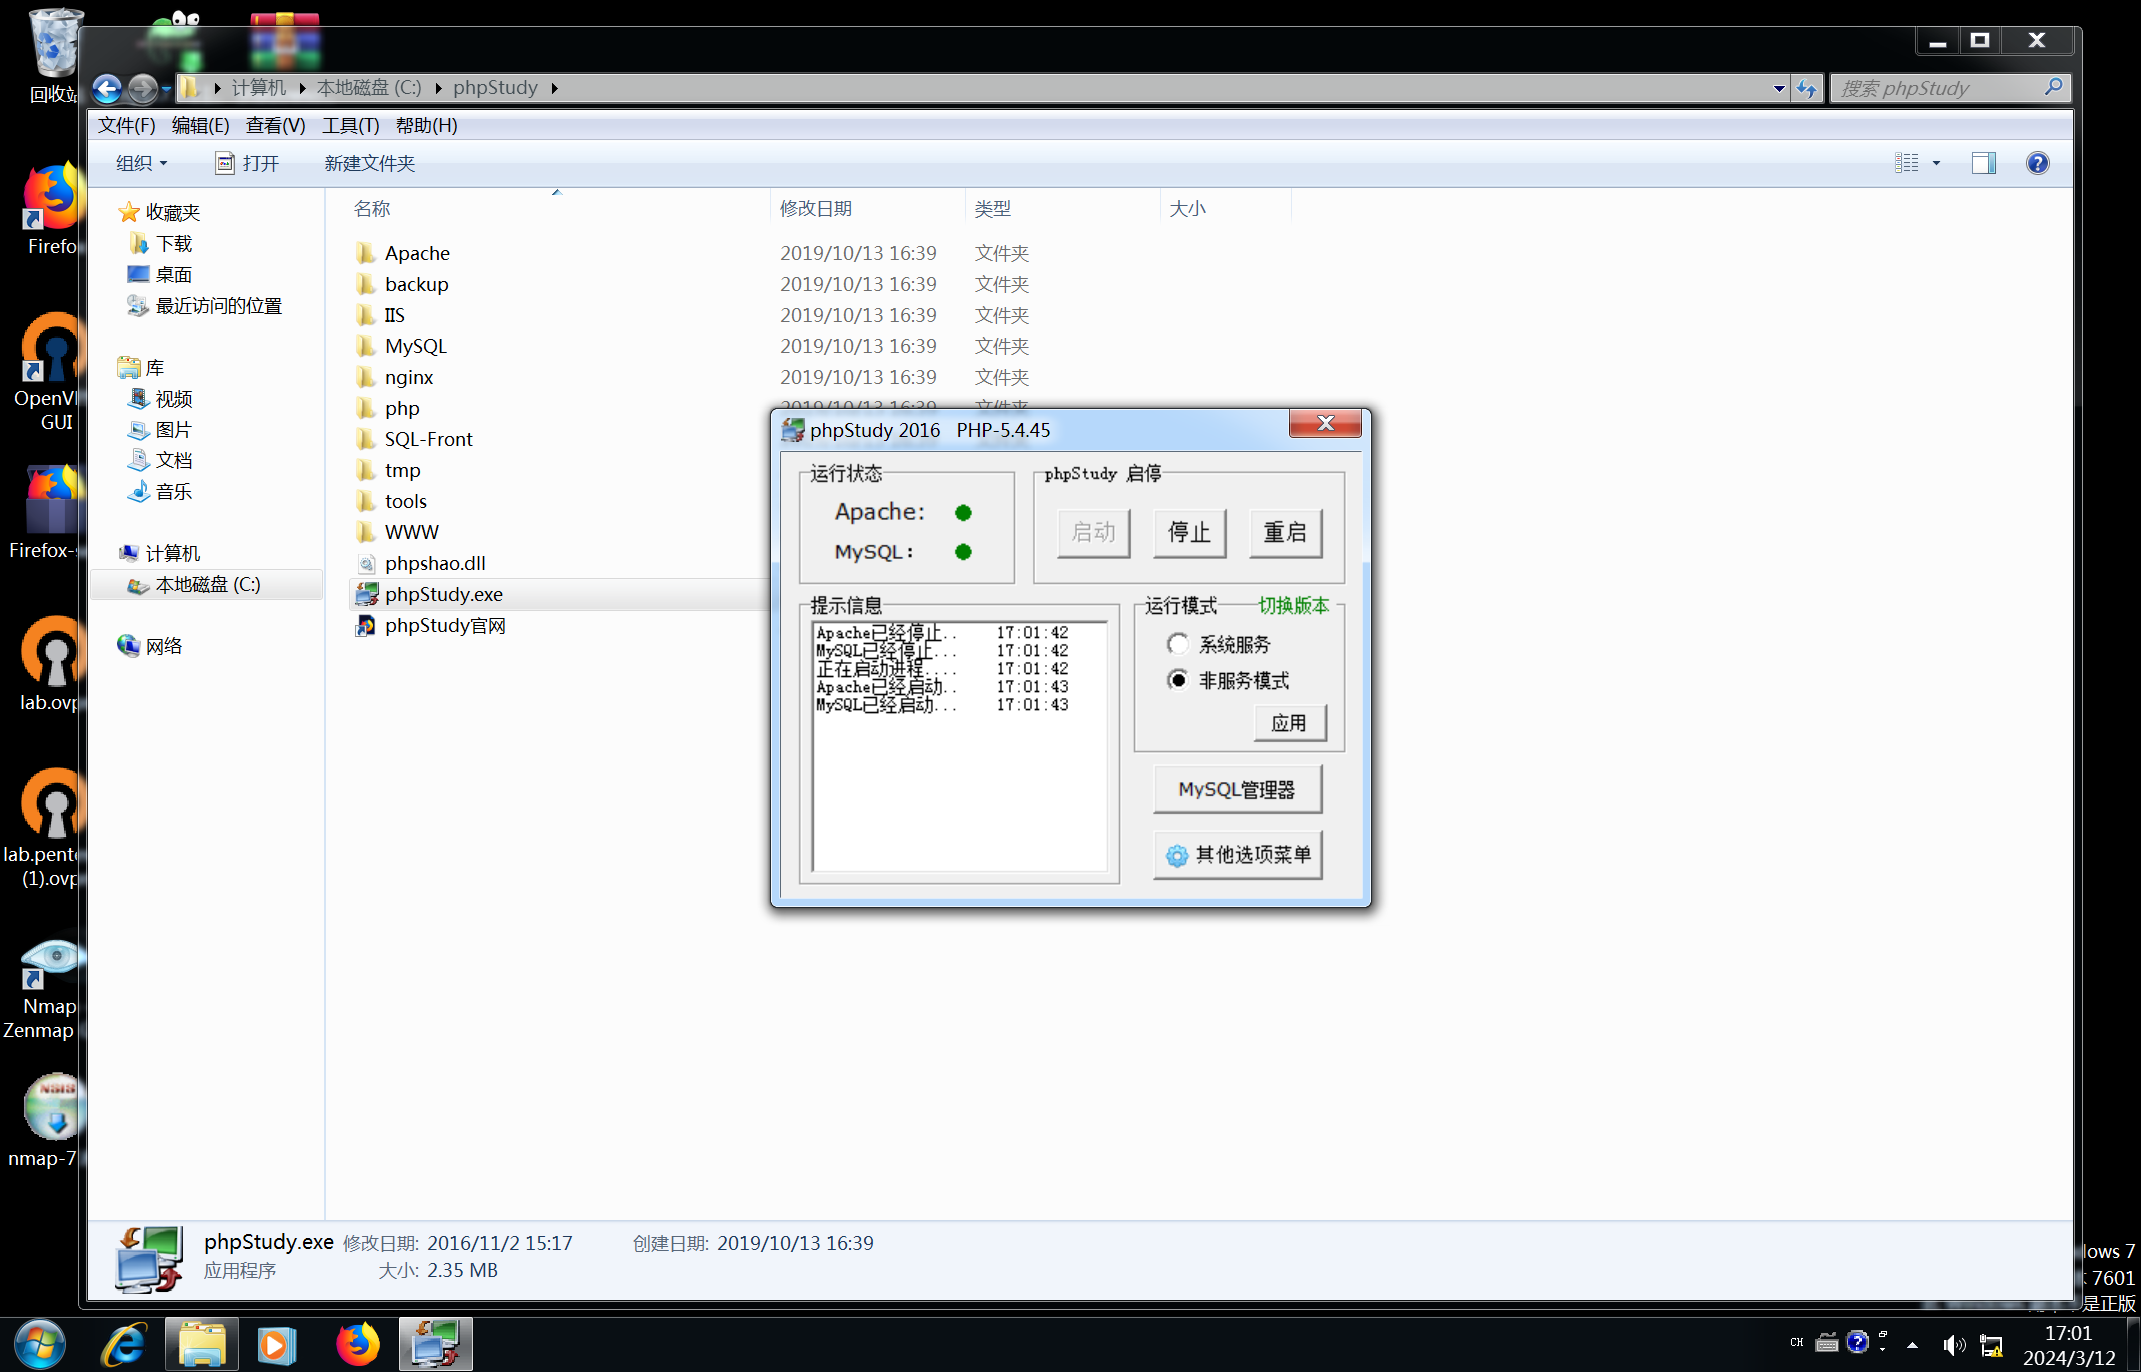 回收站
计算机 本地磁盘 (C:) phpStudy
搜索 phpStudy
文件(F) 编辑(E) 查看(V) 工具(T) 帮助(H)
组织 打开 新建文件夹
收藏夹
下载
桌面
最近访问的位置
库
视频
图片
文档
音乐
计算机
本地磁盘 (C:)
网络
名称 修改日期 类型 大小
Apache 2019/10/13 16:39 文件夹
backup 2019/10/13 16:39 文件夹
IIS 2019/10/13 16:39 文件夹
MySQL 2019/10/13 16:39 文件夹
nginx 2019/10/13 16:39 文件夹
php 2019/10/13 16:39 文件夹
SQL-Front
tmp
tools
WWW
phpshao.dll
phpStudy.exe
phpStudy官网
phpStudy 2016 PHP-5.4.45
运行状态
Apache:
MySQL:
phpStudy 启停
启动 停止 重启
提示信息
Apache已经停止.. 17:01:42
MySQL已经停止... 17:01:42
正在启动进程.... 17:01:42
Apache已经启动.. 17:01:43
MySQL已经启动... 17:01:43
运行模式 切换版本
系统服务
非服务模式
应用
MySQL管理器
其他选项菜单
Firefo
OpenV
GUI
Firefox-
lab.ovp
lab.pent
(1).ovp
Nmap
Zenmap
NSIS
nmap-7
phpStudy.exe 修改日期: 2016/11/2 15:17 创建日期: 2019/10/13 16:39
应用程序 大小: 2.35 MB
lows 7
7601
是正版
CH
17:01
2024/3/12